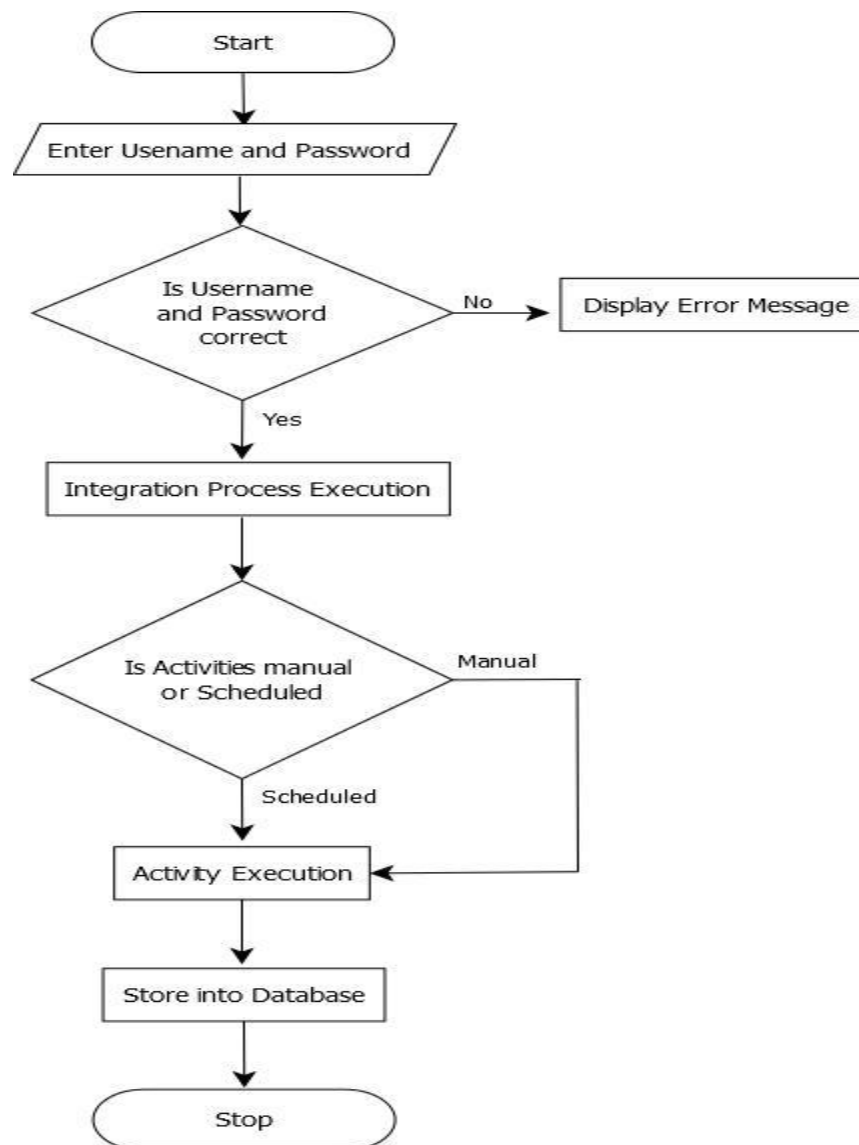 Start
Enter Usename and Password
Is Username
and Password
correct
No
Display Error Message
Yes
Integration Process Execution
Is Activities manual
or Scheduled
Manual
Scheduled
Activity Execution
Store into Database
Stop